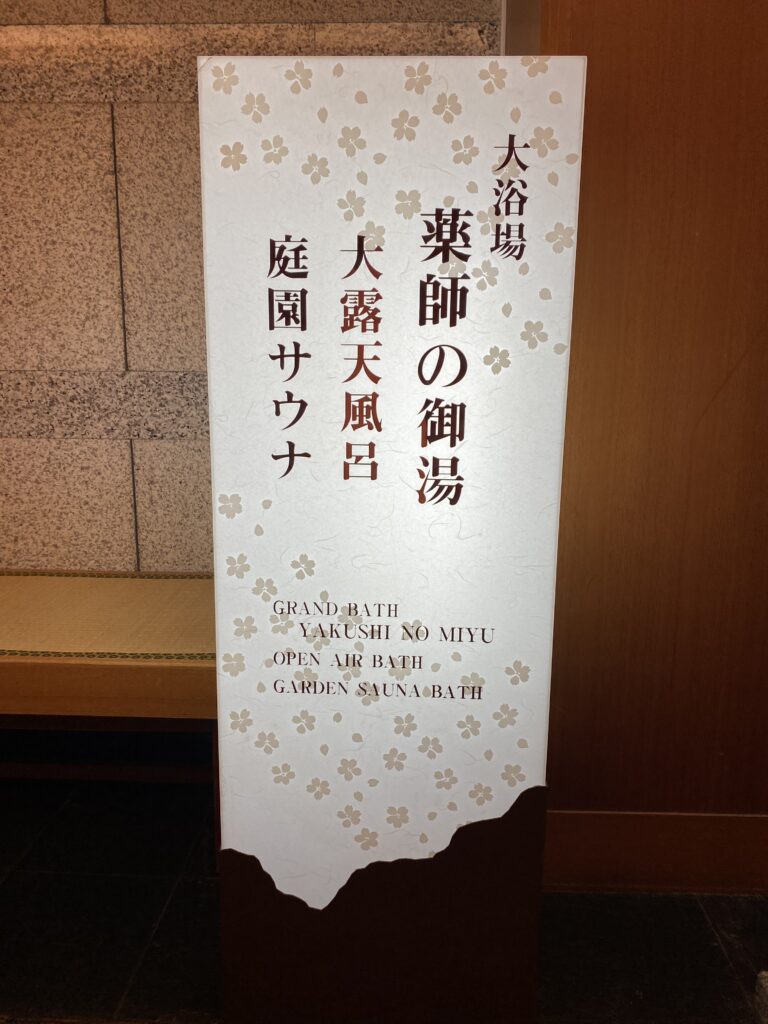 大浴場
薬師の御湯
大露天風呂
庭園サウナ
GRAND BATH
YAKUSHI NO MIYU
OPEN AIR BATH
GARDEN SAUNA BATH